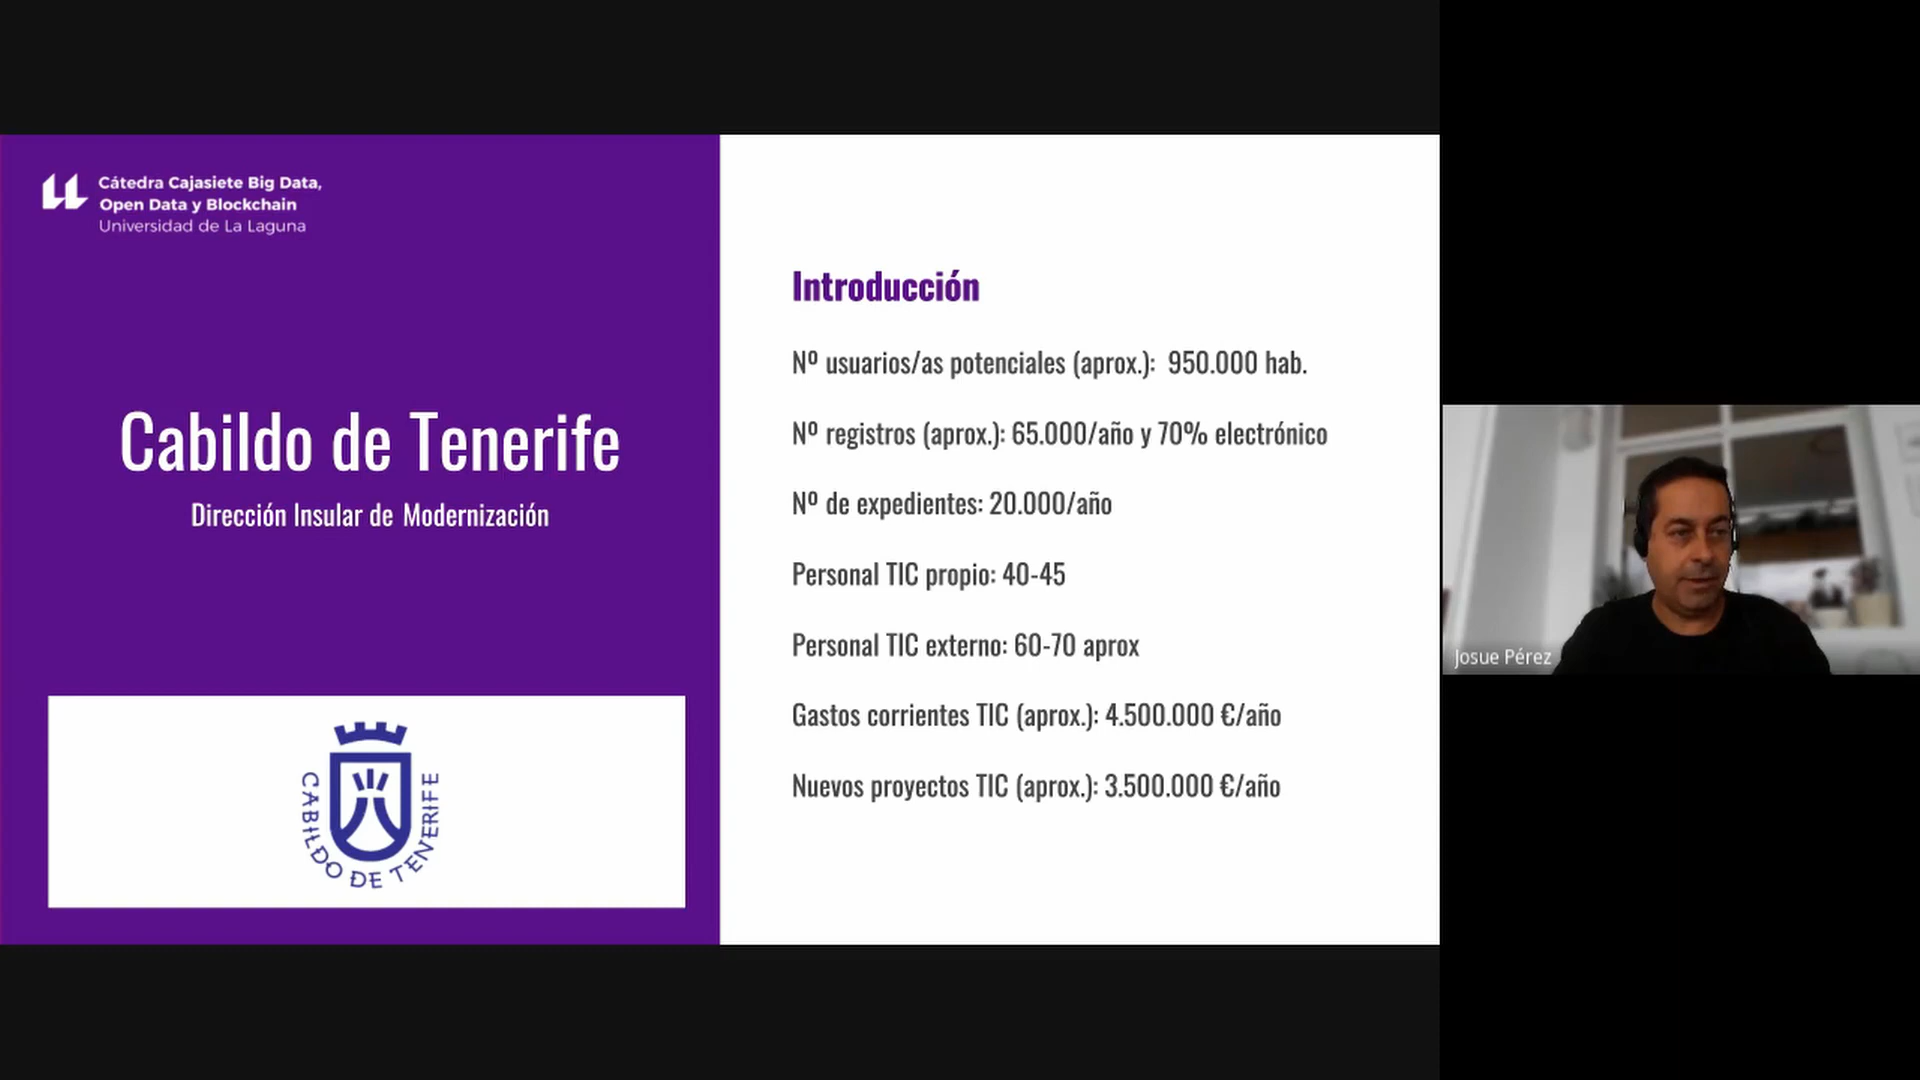 Cátedra Cajasiete Big Data,
Open Data y Blockchain
Universidad de La Laguna
Cabildo de Tenerife
Dirección Insular de Modernización
CABILDO DE TENERIFE
Introducción
Nº usuarios/as potenciales (aprox.): 950.000 hab.
Nº registros (aprox.): 65.000/año y 70% electrónico
Nº de expedientes: 20.000/año
Personal TIC propio: 40-45
Personal TIC externo: 60-70 aprox
Gastos corrientes TIC (aprox.): 4.500.000 €/año
Nuevos proyectos TIC (aprox.): 3.500.000 €/año
Josue Pérez